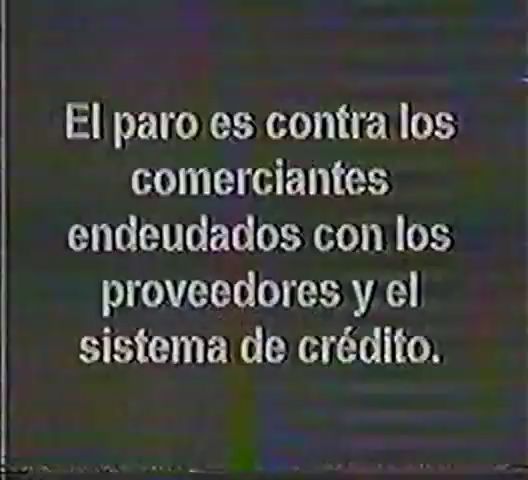 El paro es contra los
comerciantes
endeudados con los
proveedores y el
sistema de crédito.